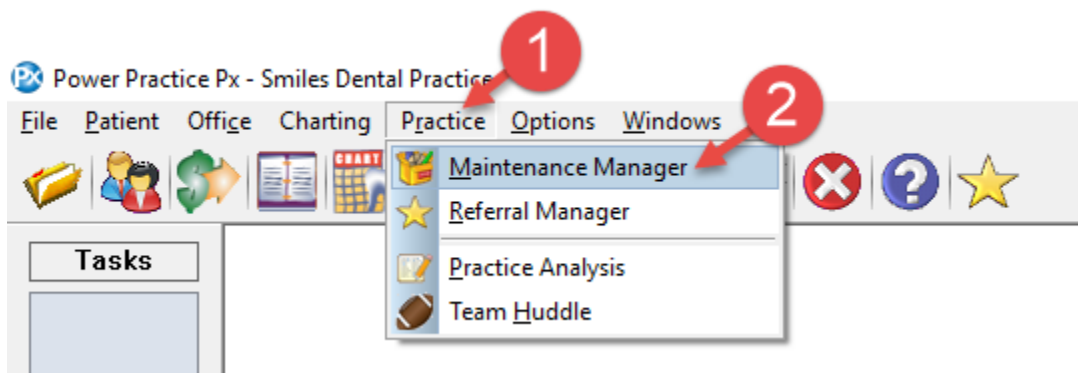 1
Px Power Practice Px - Smiles Dental Practice
2
File Patient Office Charting Practice Options Windows
CHART
Maintenance Manager
?
Referral Manager
Tasks
Practice Analysis
Team Huddle